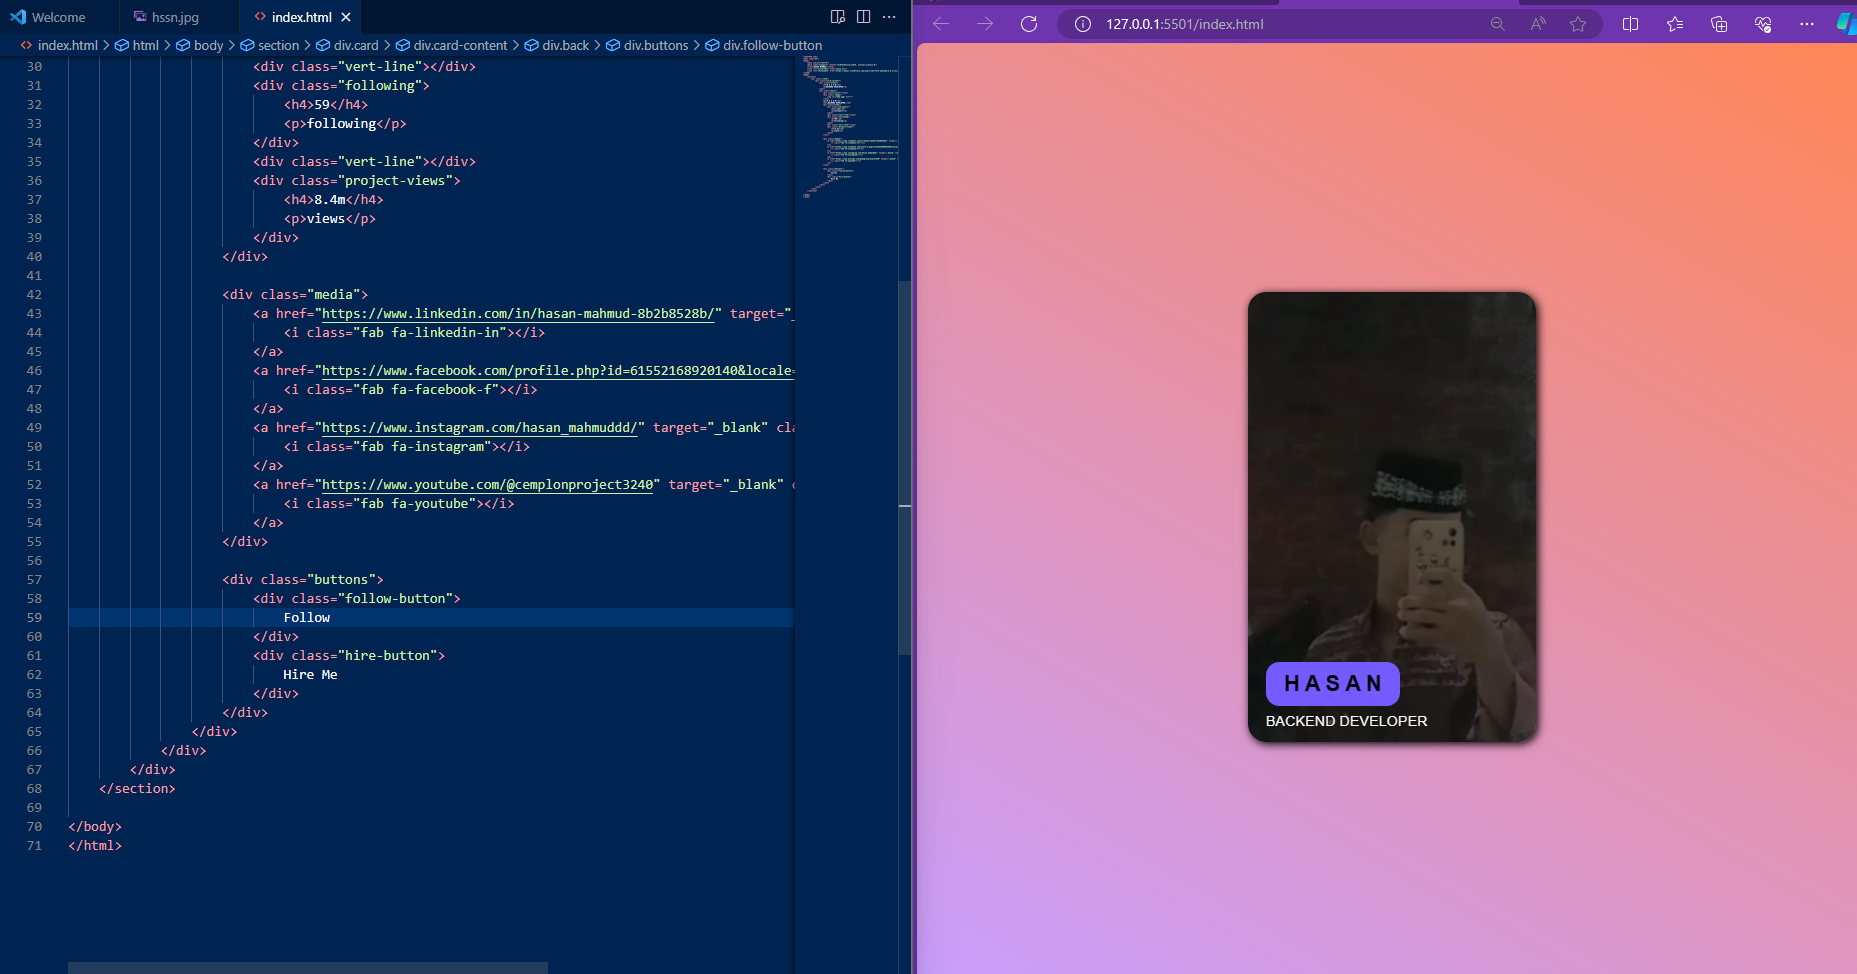 Welcome
hssn.jpg
index.html
index.html > html > body > section > div.card > div.card-content > div.back > div.buttons > div.follow-button
30 <div class="vert-line"></div>
31 <div class="following">
32 <h4>59</h4>
33 <p>following</p>
34 </div>
35 <div class="vert-line"></div>
36 <div class="project-views">
37 <h4>8.4m</h4>
38 <p>views</p>
39 </div>
40 </div>
41
42 <div class="media">
43 <a href="https://www.linkedin.com/in/hasan-mahmud-8b2b8528b/" target="_
44 <i class="fab fa-linkedin-in"></i>
45 </a>
46 <a href="https://www.facebook.com/profile.php?id=61552168920140&locale=
47 <i class="fab fa-facebook-f"></i>
48 </a>
49 <a href="https://www.instagram.com/hasan_mahmuddd/" target="_blank" cla
50 <i class="fab fa-instagram"></i>
51 </a>
52 <a href="https://www.youtube.com/@cemplonproject3240" target="_blank" c
53 <i class="fab fa-youtube"></i>
54 </a>
55 </div>
56
57 <div class="buttons">
58 <div class="follow-button">
59 Follow
60 </div>
61 <div class="hire-button">
62 Hire Me
63 </div>
64 </div>
65 </div>
66 </div>
67 </div>
68 </section>
69
70 </body>
71 </html>
127.0.0.1:5501/index.html
HASAN
BACKEND DEVELOPER